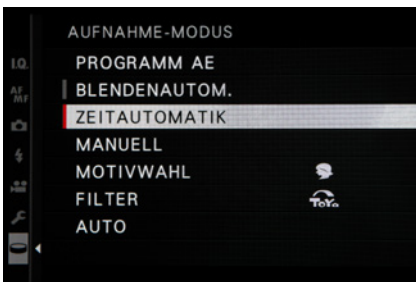 AUFNAHME-MODUS
I.Q.
PROGRAMM AE
AF MF
BLENDENAUTOM.
ZEITAUTOMATIK
MANUELL
MOTIVWAHL
FILTER
AUTO